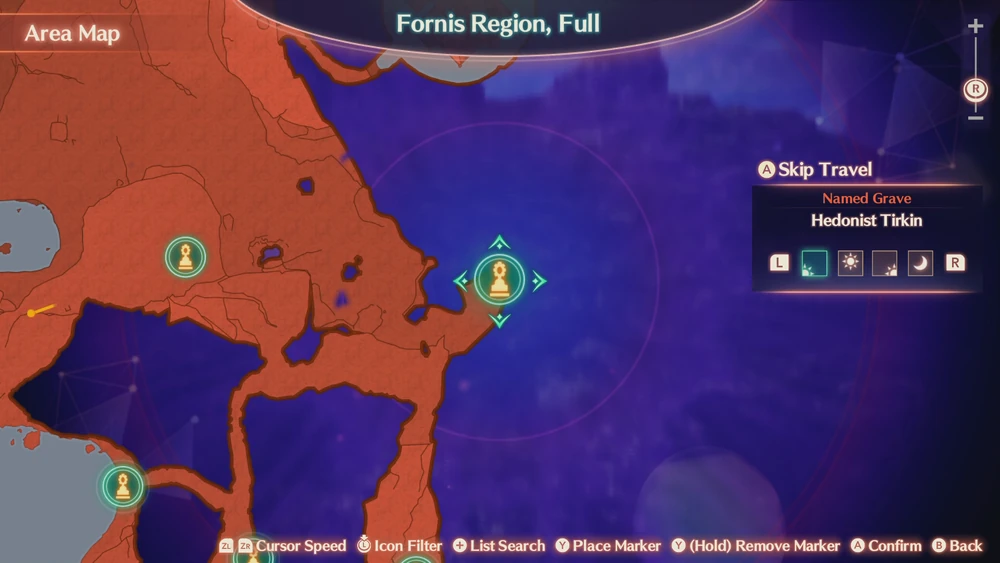 Area Map
Fornis Region, Full
R
A Skip Travel
Named Grave
Hedonist Tirkin
L R
ZL ZR Cursor Speed L Icon Filter + List Search Y Place Marker Y (Hold) Remove Marker A Confirm B Back